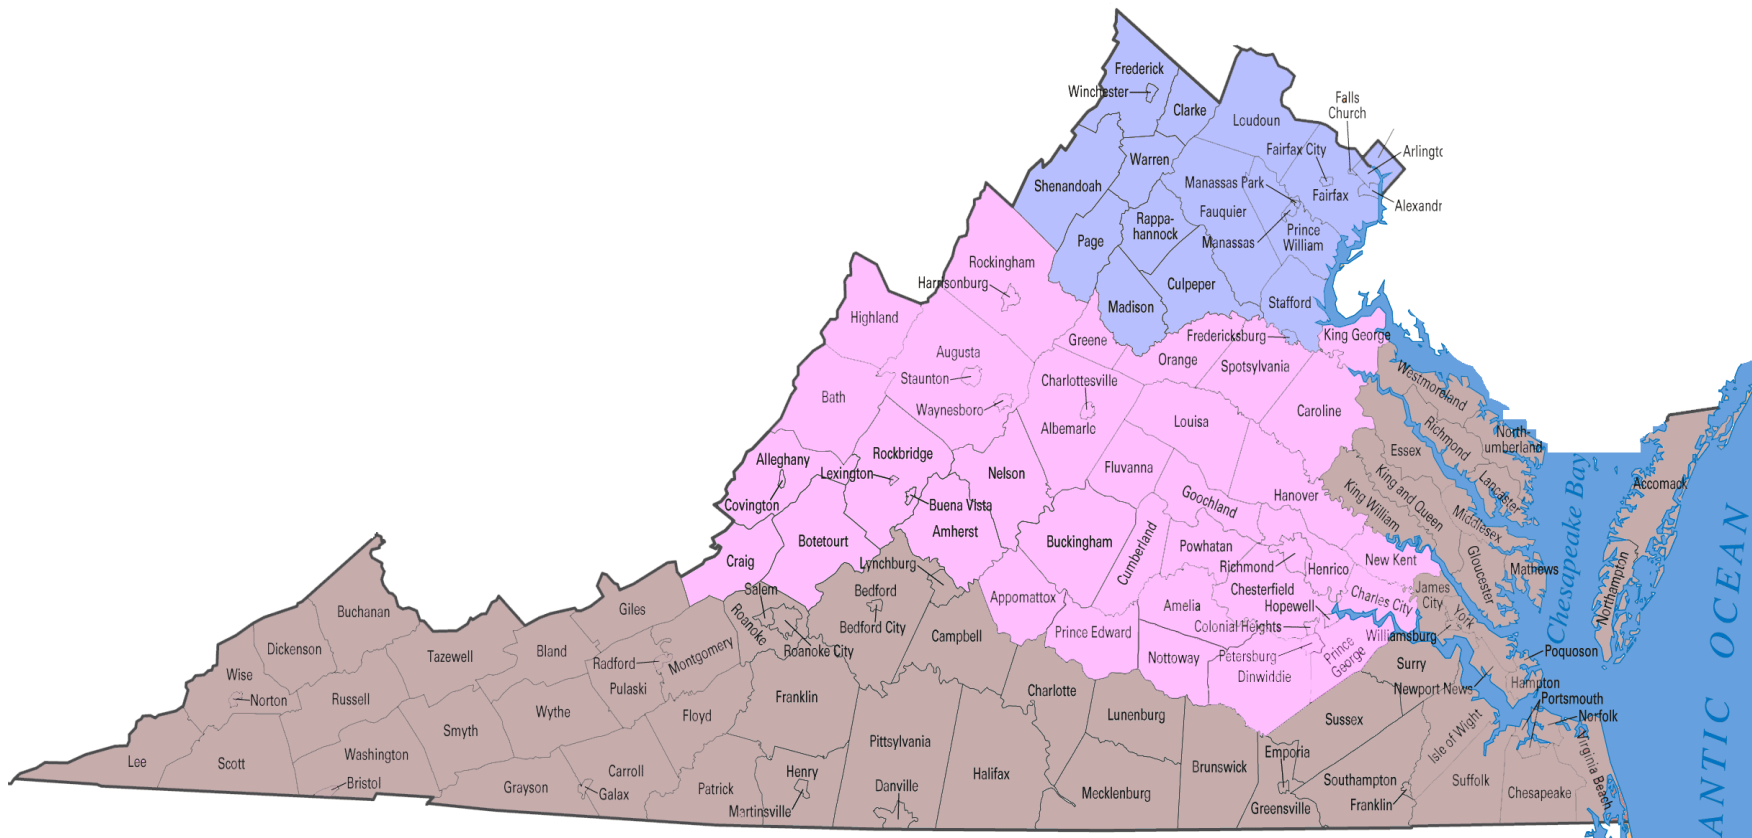 Frederick
Winchester
Clarke
Loudoun
Falls
Church
Fairfax City
Arlingtc
Warren
Shenandoah
Manassas Park
Fairfax
Alexandr
Rappa-
hannock
Fauquier
Page
Manassas
Prince
William
Rockingham
Harrisonburg
Culpeper
Madison
Stafford
Highland
Greene
Fredericksburg
King George
Augusta
Orange
Spotsylvania
Staunton
Charlottesville
Westmoreland
Bath
Waynesboro
Albemarlc
Louisa
Caroline
Richmond
North-
umberland
Essex
Alleghany
Rockbridge
Lexington
Nelson
Fluvanna
Lancaster
Accomack
Covington
Buena Vista
Goochland
Hanover
King William
King and Queen
Middlesex
Chesapeake Bay
Craig
Botetourt
Amherst
Buckingham
Cumberland
Powhatan
Richmond
Henrico
New Kent
Gloucester
Mathews
Northampton
ANTIC OCEAN
Lynchburg
Salem
Bedford
Appomattox
Chesterfield
Amelia
Hopewell
Charles City
James
City
York
Giles
Buchanan
Roanoke
Bedford City
Campbell
Prince Edward
Colonial Heights
Williamsburg
Dickenson
Tazewell
Bland
Radford
Montgomery
Roanoke City
Nottoway
Petersburg
Prince
George
Dinwiddie
Surry
Poquoson
Wise
Norton
Russell
Pulaski
Franklin
Charlotte
Newport News
Hampton
Portsmouth
Wythe
Floyd
Lunenburg
Sussex
Norfolk
Smyth
Pittsylvania
Isle of Wight
Virginia Beach
Lee
Scott
Washington
Bristol
Carroll
Henry
Halifax
Brunswick
Emporia
Southampton
Suffolk
Grayson
Galax
Patrick
Danville
Mecklenburg
Chesapeake
Martinsville
Greensville
Franklin